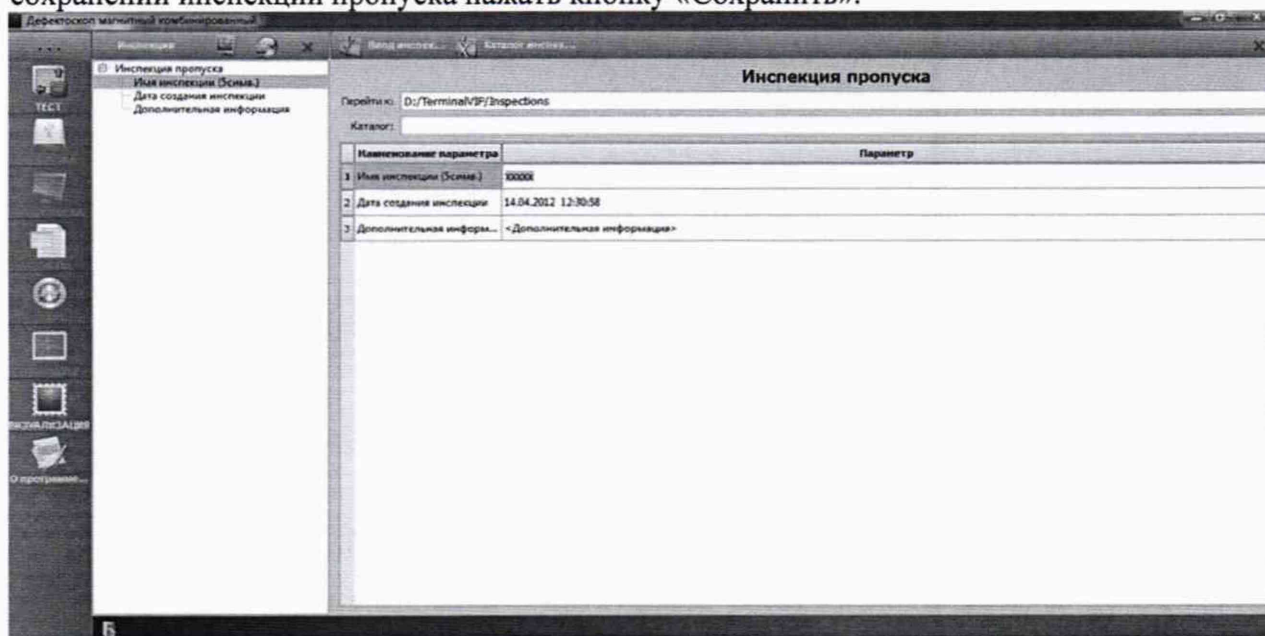 сохранении инспекции пропуска нажать кнопку «Сохранить».
Дефектоскоп магнитный комбинированный
Инспекция
Ввод инспек...
Каталог инспек...
Инспекция пропуска
Имя инспекции (5симв.)
Дата создания инспекции
Дополнительная информация
ТЕСТ
ВИЗУАЛИЗАЦИЯ
О программе...
Инспекция пропуска
Перейти к: D:/TerminalVIF/Inspections
Каталог:
Наименование параметра Параметр
1 Имя инспекции (5симв.) xxxxx
2 Дата создания инспекции 14.04.2012 12:30:58
3 Дополнительная информ... <Дополнительная информация>